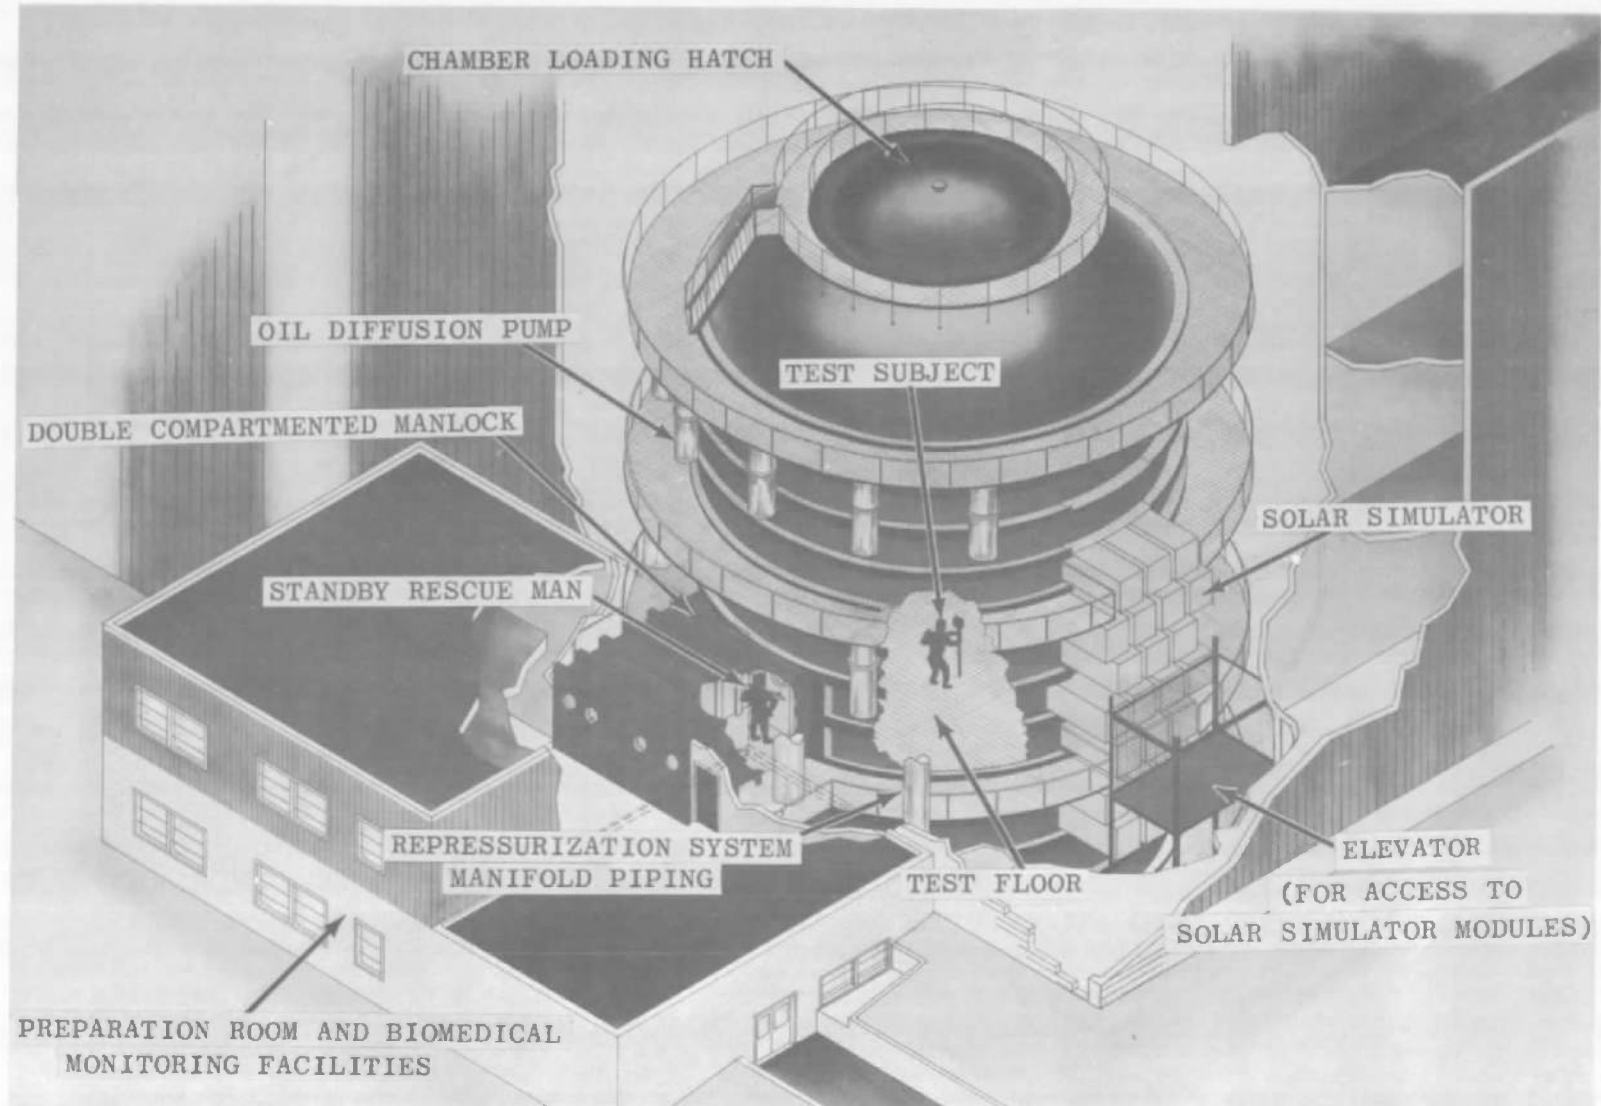 CHAMBER LOADING HATCH
OIL DIFFUSION PUMP
TEST SUBJECT
DOUBLE COMPARTMENTED MANLOCK
SOLAR SIMULATOR
STANDBY RESCUE MAN
REPRESSURIZATION SYSTEM
MANIFOLD PIPING
TEST FLOOR
ELEVATOR
(FOR ACCESS TO
SOLAR SIMULATOR MODULES)
PREPARATION ROOM AND BIOMEDICAL
MONITORING FACILITIES